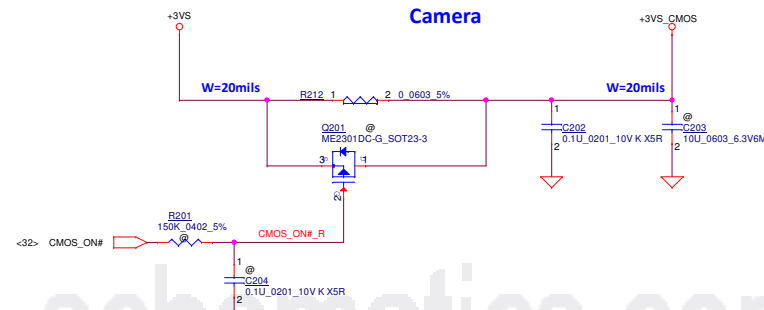 Camera
+3VS
+3VS_CMOS
W=20mils
W=20mils
R212 1 2 0_0603_5%
Q201 @
ME2301DC-G_SOT23-3
3 1
2
1
C202
0.1U_0201_10V K X5R
2
1
@
C203
10U_0603_6.3V6M
2
R201
150K_0402_5%
@
<32> CMOS_ON#
CMOS_ON#_R
1
@
C204
0.1U_0201_10V K X5R
2
schematics.com